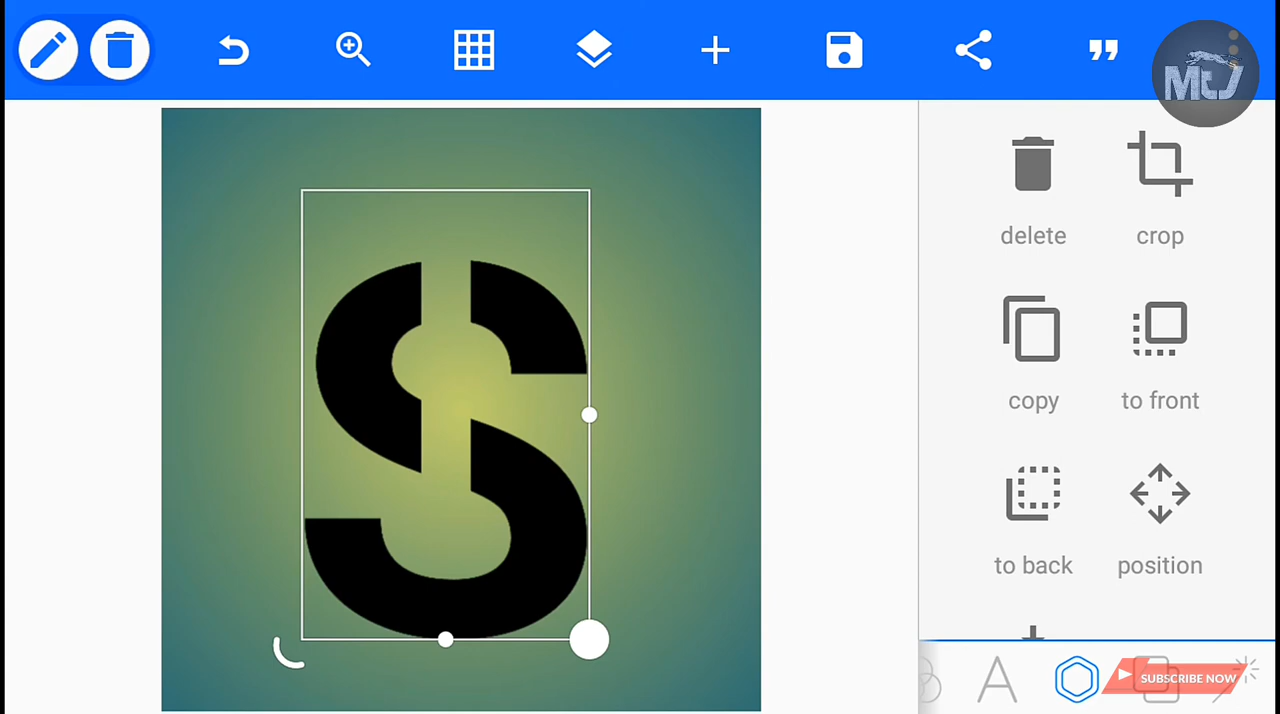 MtJ
S
delete
crop
copy
to front
to back
position
A
SUBSCRIBE NOW